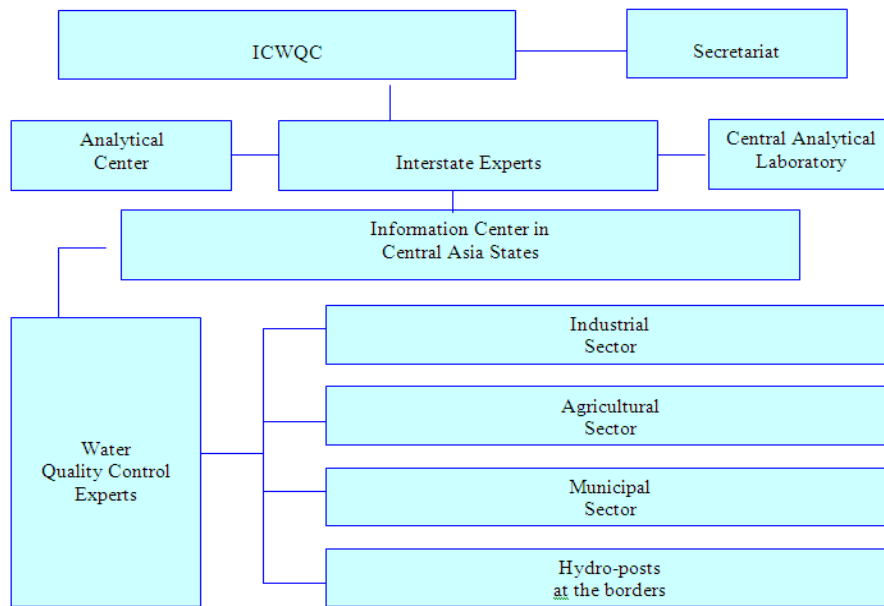 ICWQC
Secretariat
Analytical
Center
Interstate Experts
Central Analytical
Laboratory
Information Center in
Central Asia States
Water
Quality Control
Experts
Industrial
Sector
Agricultural
Sector
Municipal
Sector
Hydro-posts
at the borders